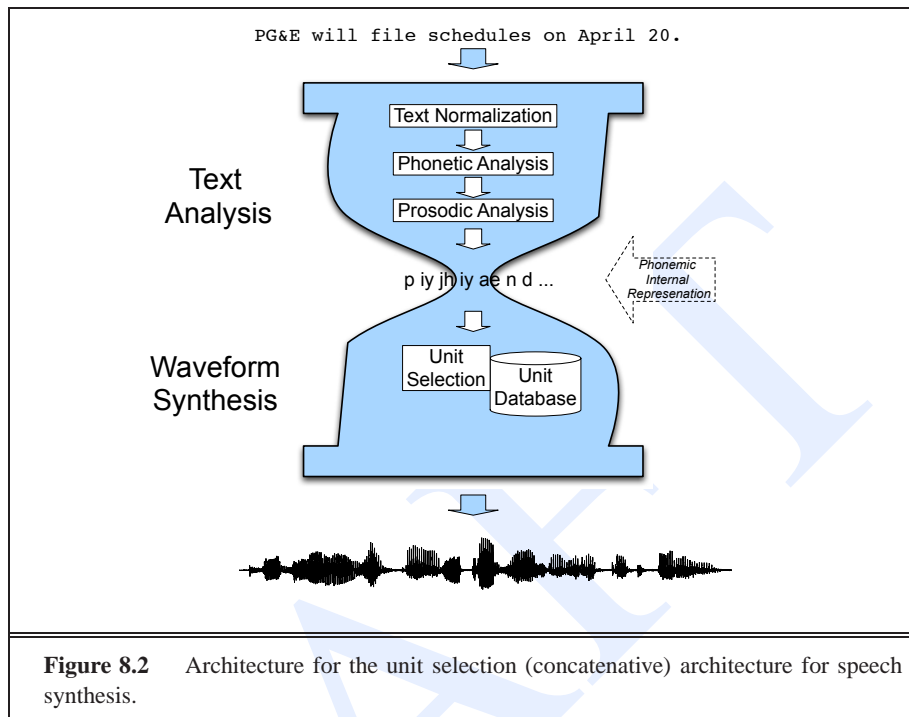 PG&E will file schedules on April 20.
Text Normalization
Phonetic Analysis
Prosodic Analysis
Text
Analysis
p iy jh iy ae n d ...
Phonemic
Internal
Represenation
Waveform
Synthesis
Unit
Selection
Unit
Database
Figure 8.2 Architecture for the unit selection (concatenative) architecture for speech
synthesis.